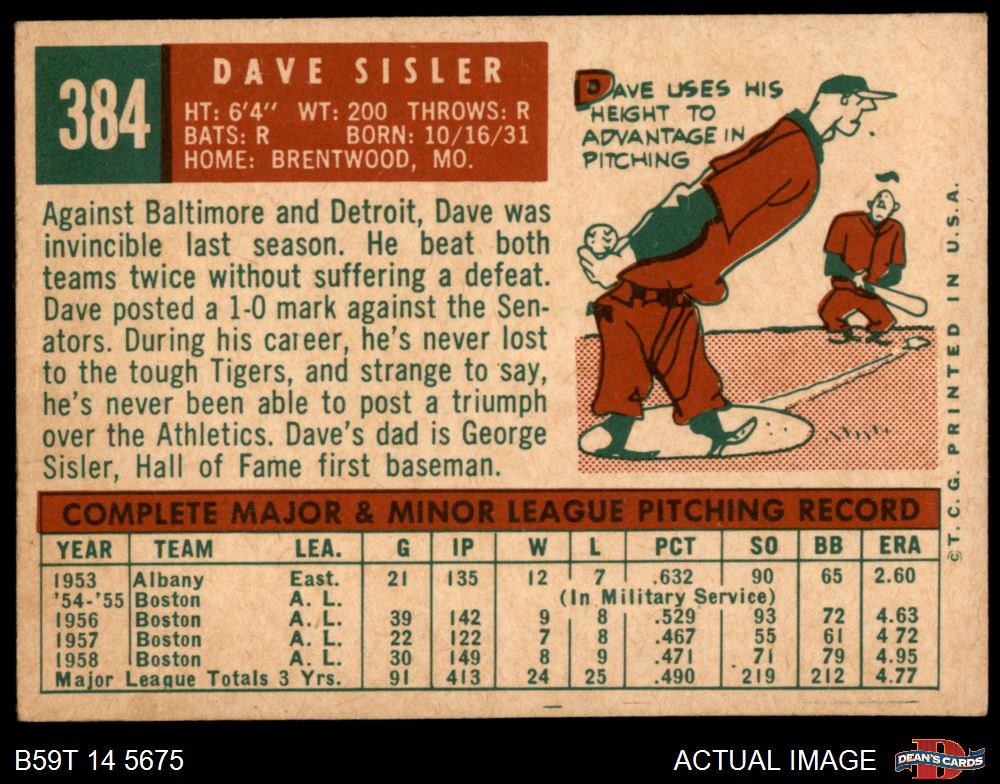 384
DAVE SISLER
HT: 6'4" WT: 200 THROWS: R
BATS: R BORN: 10/16/31
HOME: BRENTWOOD, MO.
DAVE USES HIS
HEIGHT TO
ADVANTAGE IN
PITCHING
Against Baltimore and Detroit, Dave was
invincible last season. He beat both
teams twice without suffering a defeat.
Dave posted a 1-0 mark against the Sen-
ators. During his career, he's never lost
to the tough Tigers, and strange to say,
he's never been able to post a triumph
over the Athletics. Dave's dad is George
Sisler, Hall of Fame first baseman.
©T. C. G. PRINTED IN U.S.A.
COMPLETE MAJOR & MINOR LEAGUE PITCHING RECORD
YEAR TEAM LEA. G IP W L PCT SO BB ERA
1953 Albany East. 21 135 12 7 .632 90 65 2.60
'54-'55 Boston A. L. (In Military Service)
1956 Boston A. L. 39 142 9 8 .529 93 72 4.63
1957 Boston A. L. 22 122 7 8 .467 55 61 4 72
1958 Boston A. L. 30 149 8 9 .471 71 79 4.95
Major League Totals 3 Yrs. 91 413 24 25 .490 219 212 4.77
B59T 14 5675
ACTUAL IMAGE
D
DEAN'S CARDS